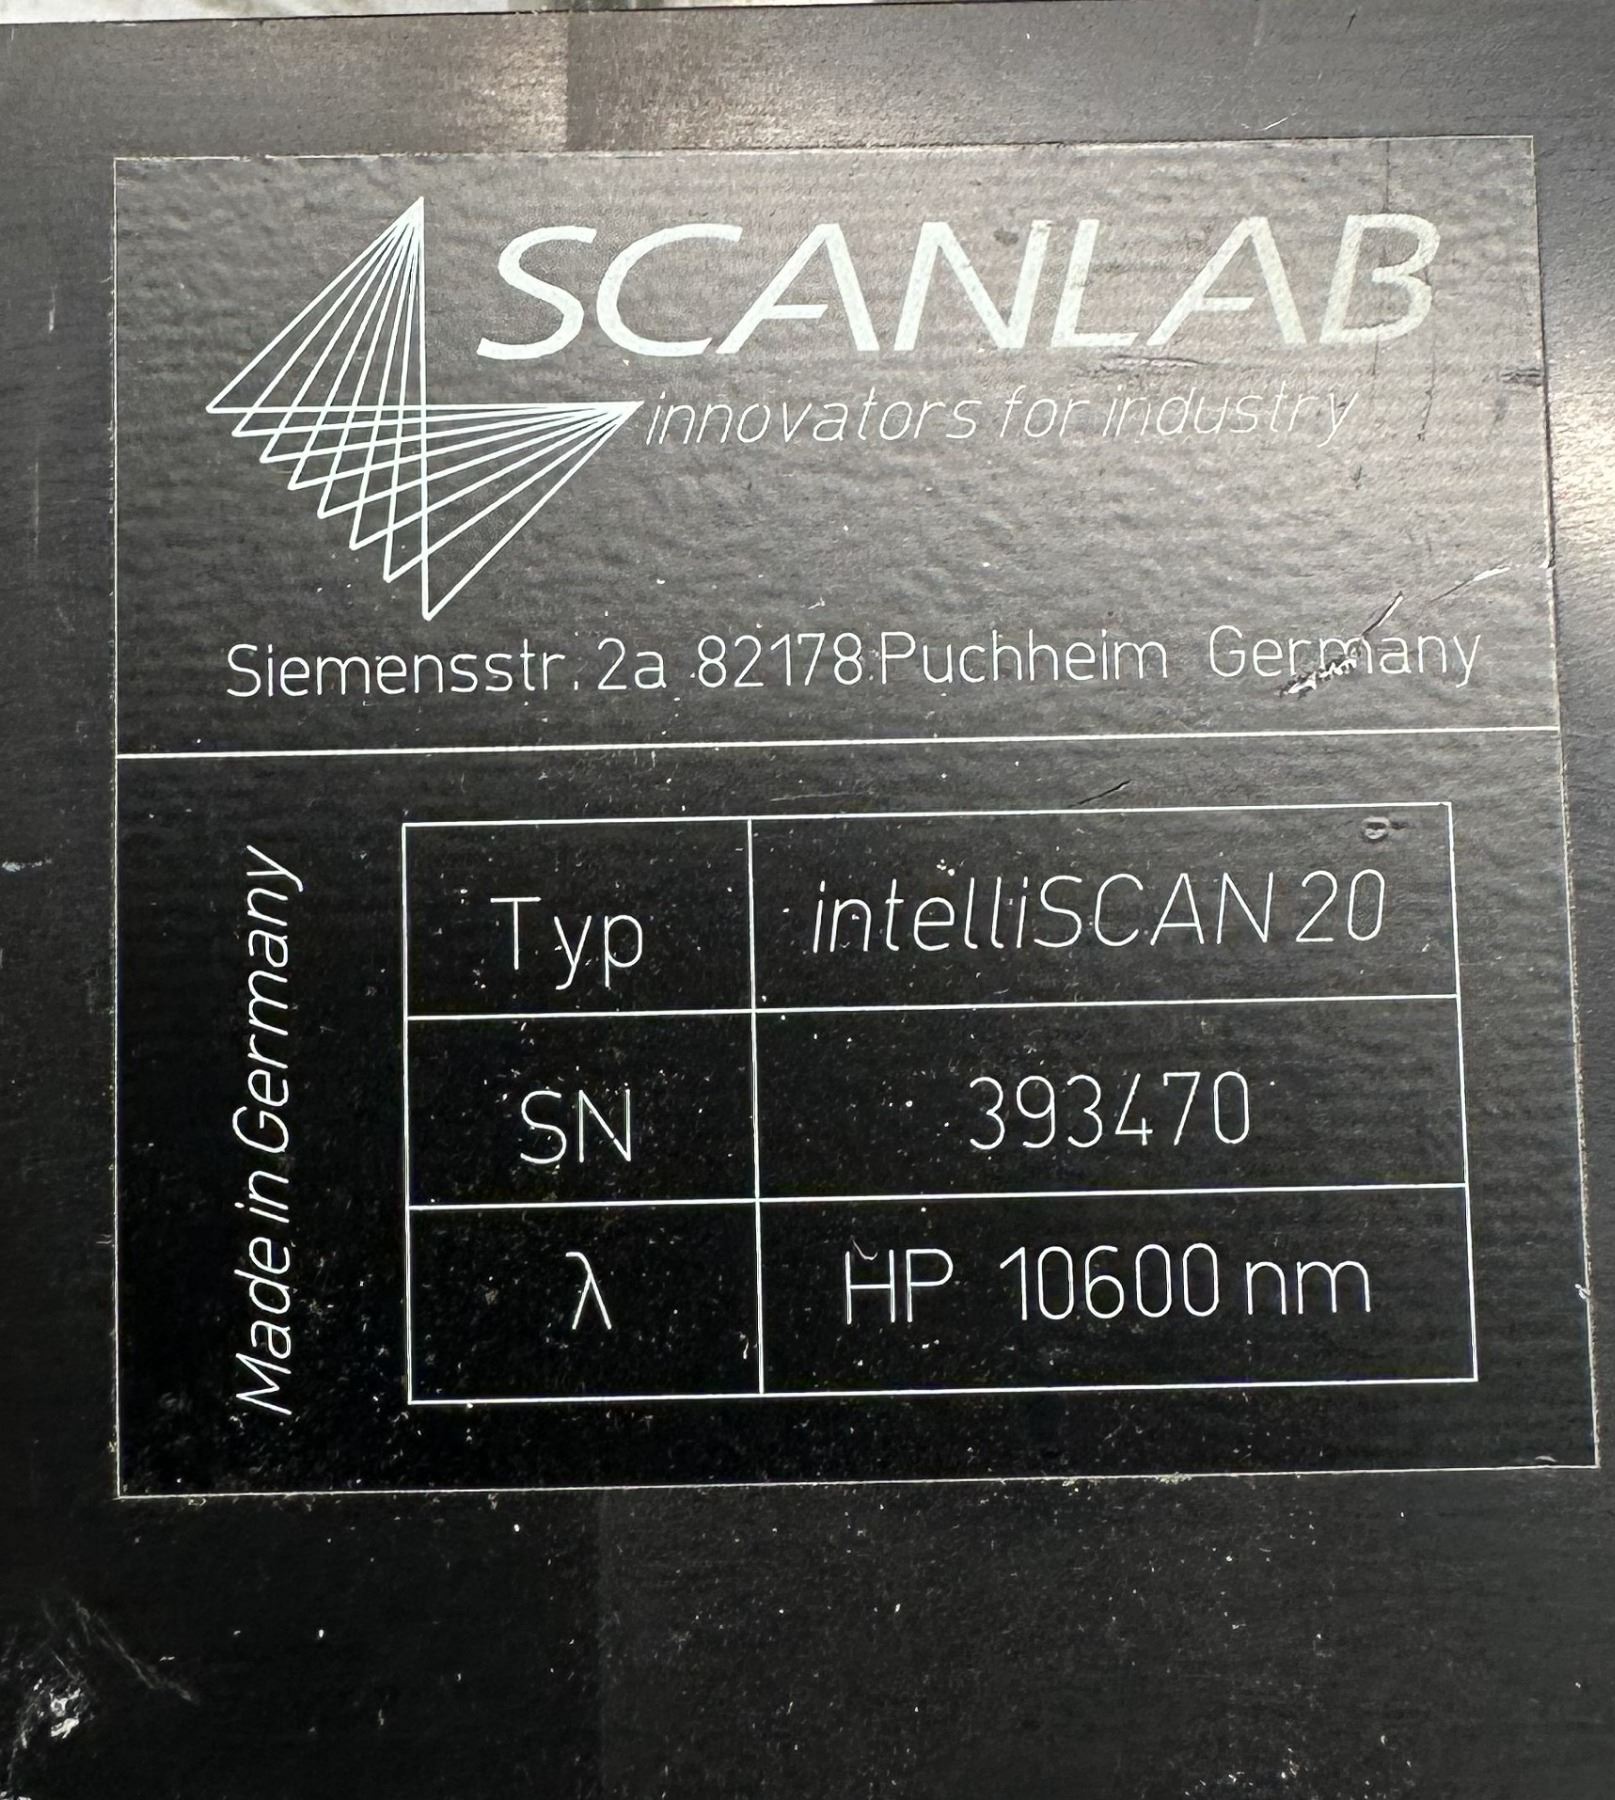 SCANLAB
innovators for industry
Siemensstr. 2a 82178 Puchheim Germany
Made in Germany
Typ intelliSCAN 20
SN 393470
λ HP 10600 nm